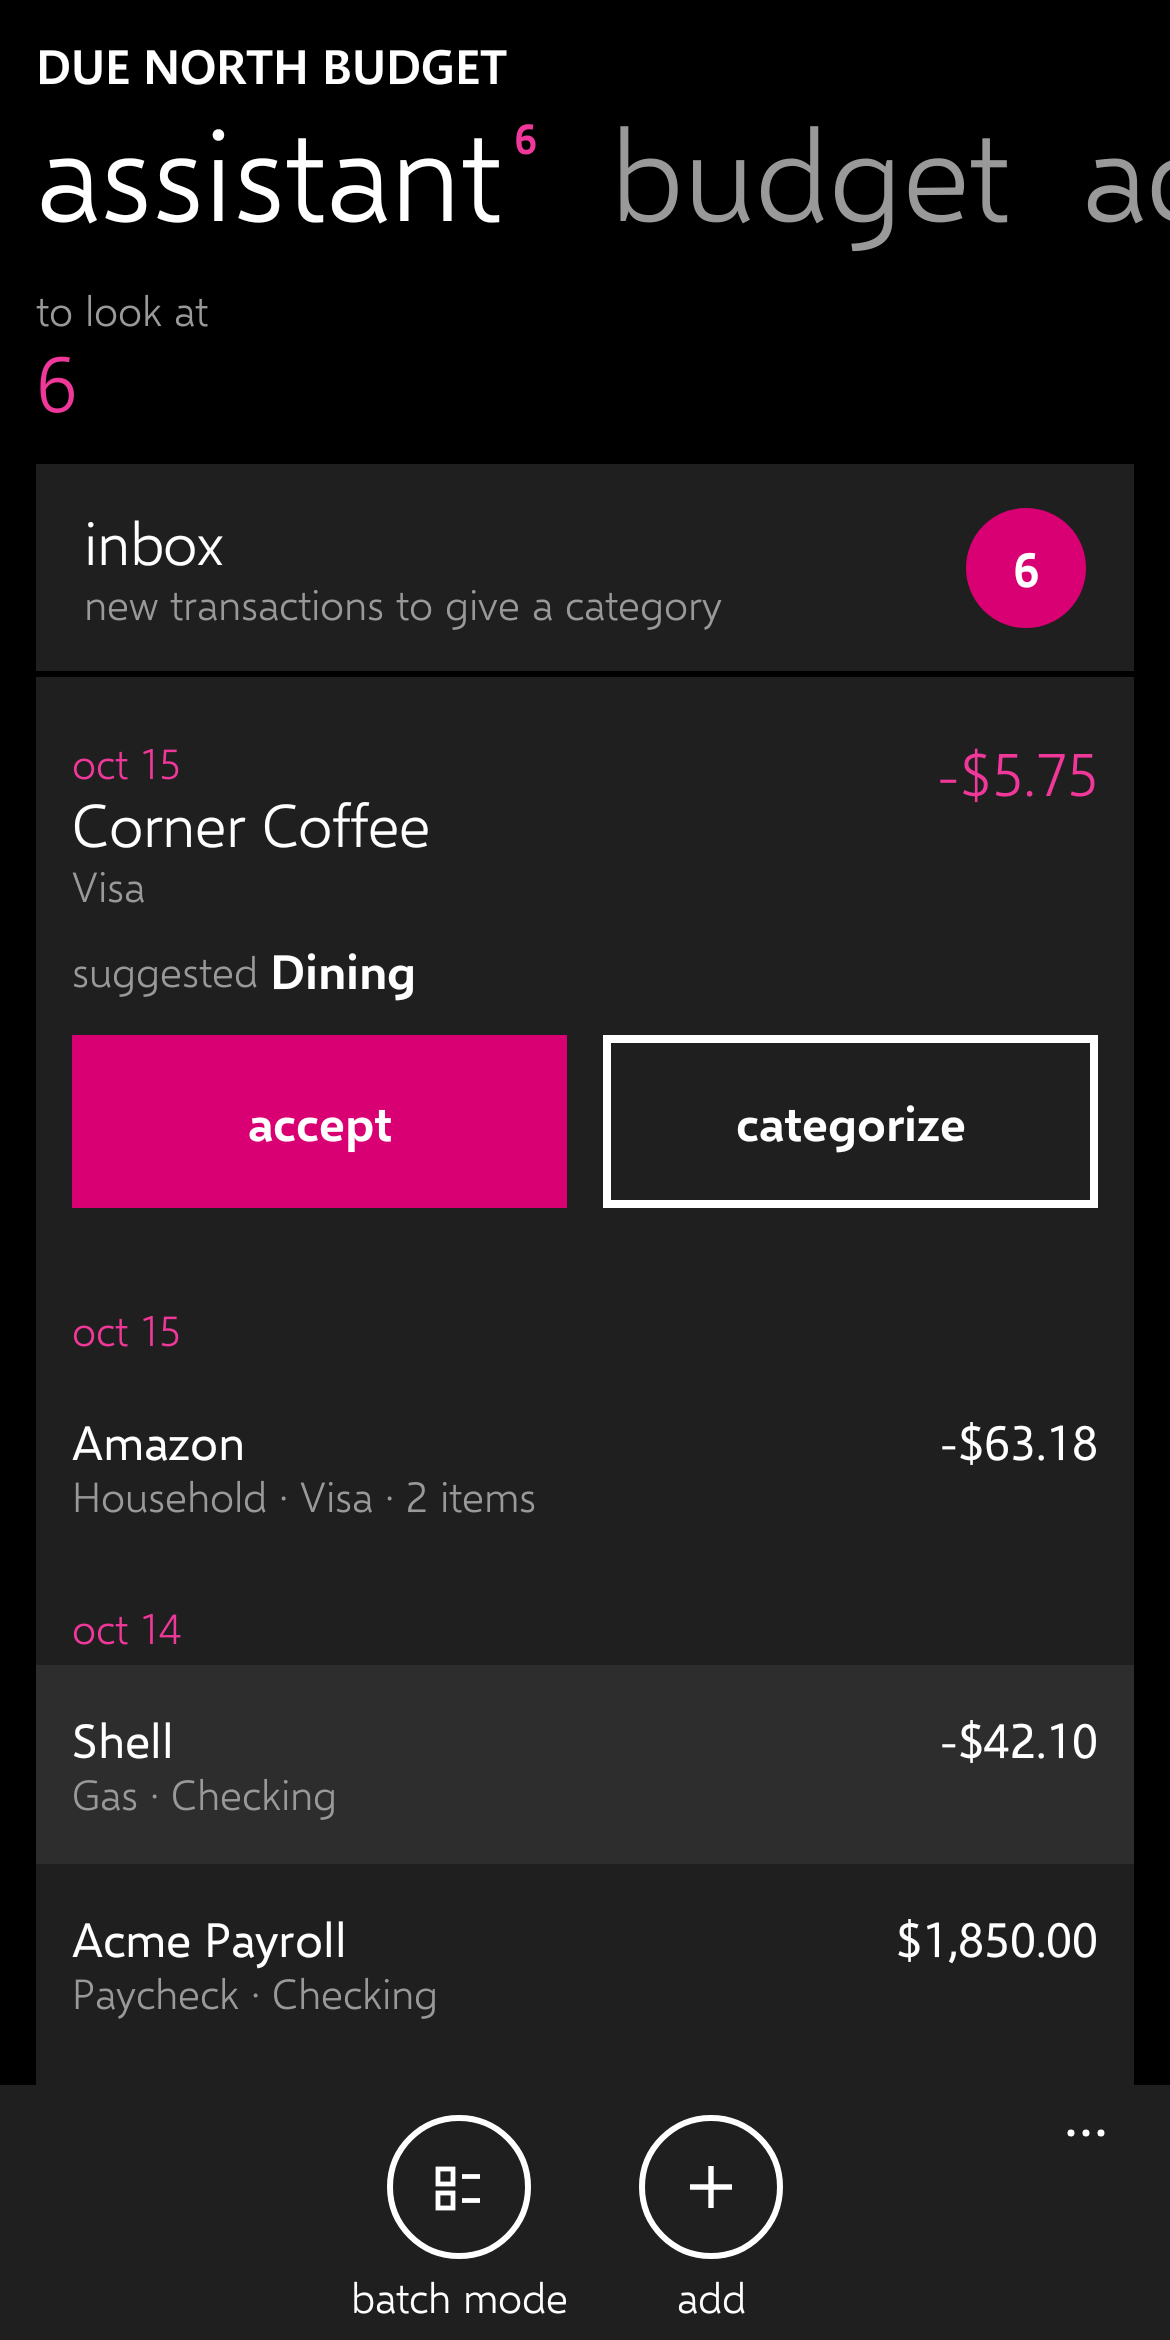 DUE NORTH BUDGET
assistant 6 budget
to look at
6
inbox
new transactions to give a category
6
oct 15
-$5.75
Corner Coffee
Visa
suggested Dining
accept
categorize
oct 15
Amazon
-$63.18
Household · Visa · 2 items
oct 14
Shell
-$42.10
Gas · Checking
Acme Payroll
$1,850.00
Paycheck · Checking
...
batch mode
add